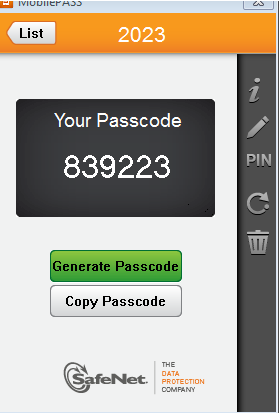 MobilePASS
List
2023
Your Passcode
839223
PIN
Generate Passcode
Copy Passcode
SafeNet.
THE
DATA
PROTECTION
COMPANY